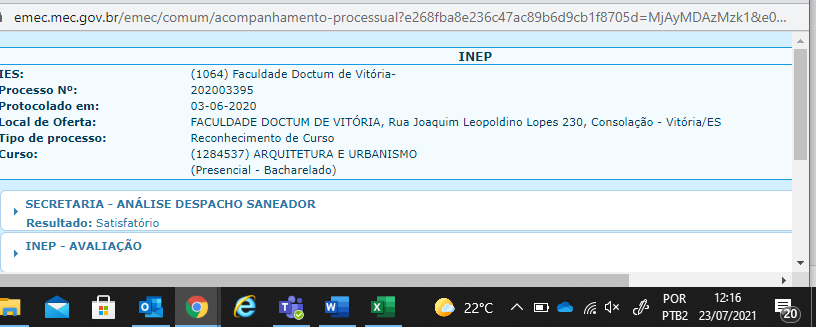 emec.mec.gov.br/emec/comum/acompanhamento-processual?e268fba8e236c47ac89b6d9cb1f8705d=MjAyMDAzMzk1&e0...
INEP
IES: (1064) Faculdade Doctum de Vitória-
Processo Nº: 202003395
Protocolado em: 03-06-2020
Local de Oferta: FACULDADE DOCTUM DE VITÓRIA, Rua Joaquim Leopoldino Lopes 230, Consolação - Vitória/ES
Tipo de processo: Reconhecimento de Curso
Curso: (1284537) ARQUITETURA E URBANISMO
(Presencial - Bacharelado)
SECRETARIA - ANÁLISE DESPACHO SANEADOR
Resultado: Satisfatório
INEP - AVALIAÇÃO
22°C
POR
PTB2
12:16
23/07/2021
20